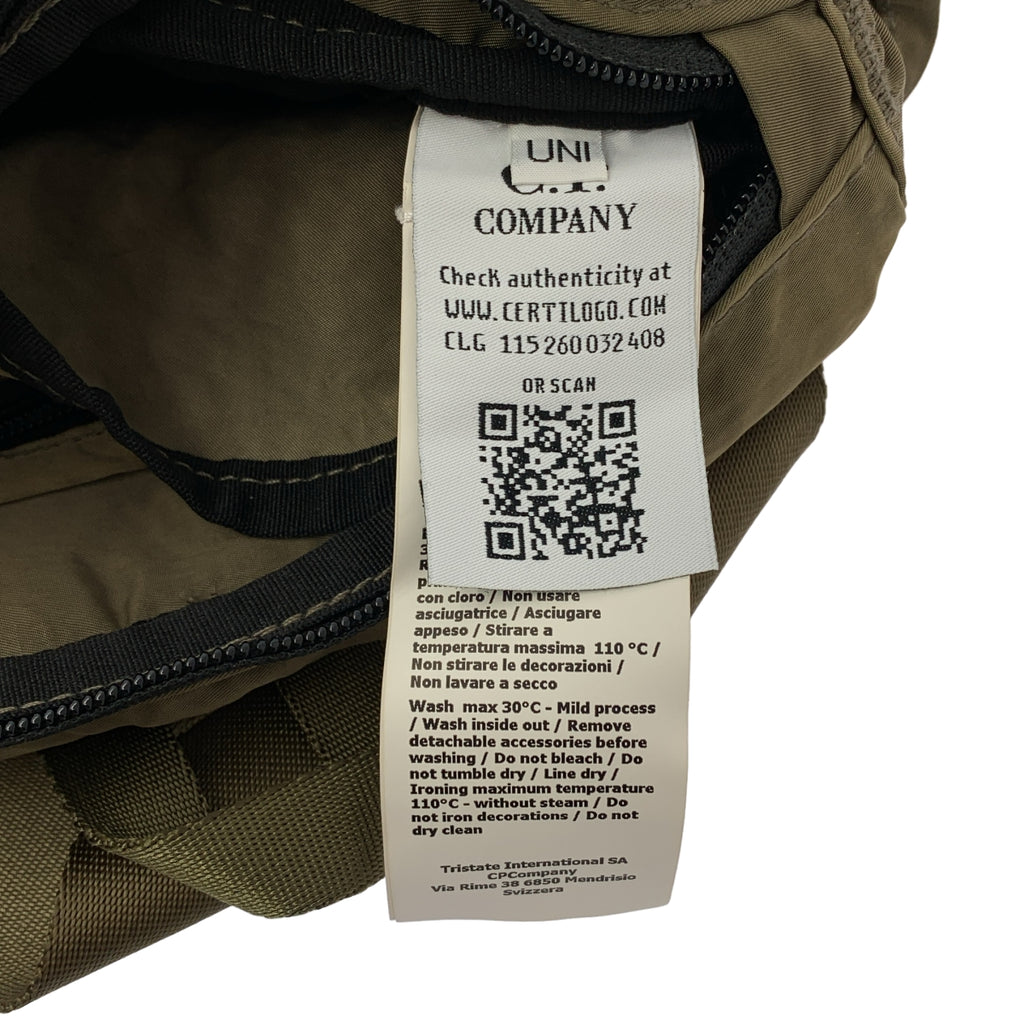 UNI
C.P.
COMPANY
Check authenticity at
WWW.CERTILOGO.COM
CLG 115260032408
OR SCAN
con cloro / Non usare
asciugatrice / Asciugare
appeso / Stirare a
temperatura massima 110 °C /
Non stirare le decorazioni /
Non lavare a secco
Wash max 30°C - Mild process
/ Wash inside out / Remove
detachable accessories before
washing / Do not bleach / Do
not tumble dry / Line dry /
Ironing maximum temperature
110°C - without steam / Do
not iron decorations / Do not
dry clean
Tristate International SA
CPCompany
Via Rime 38 6850 Mendrisio
Svizzera